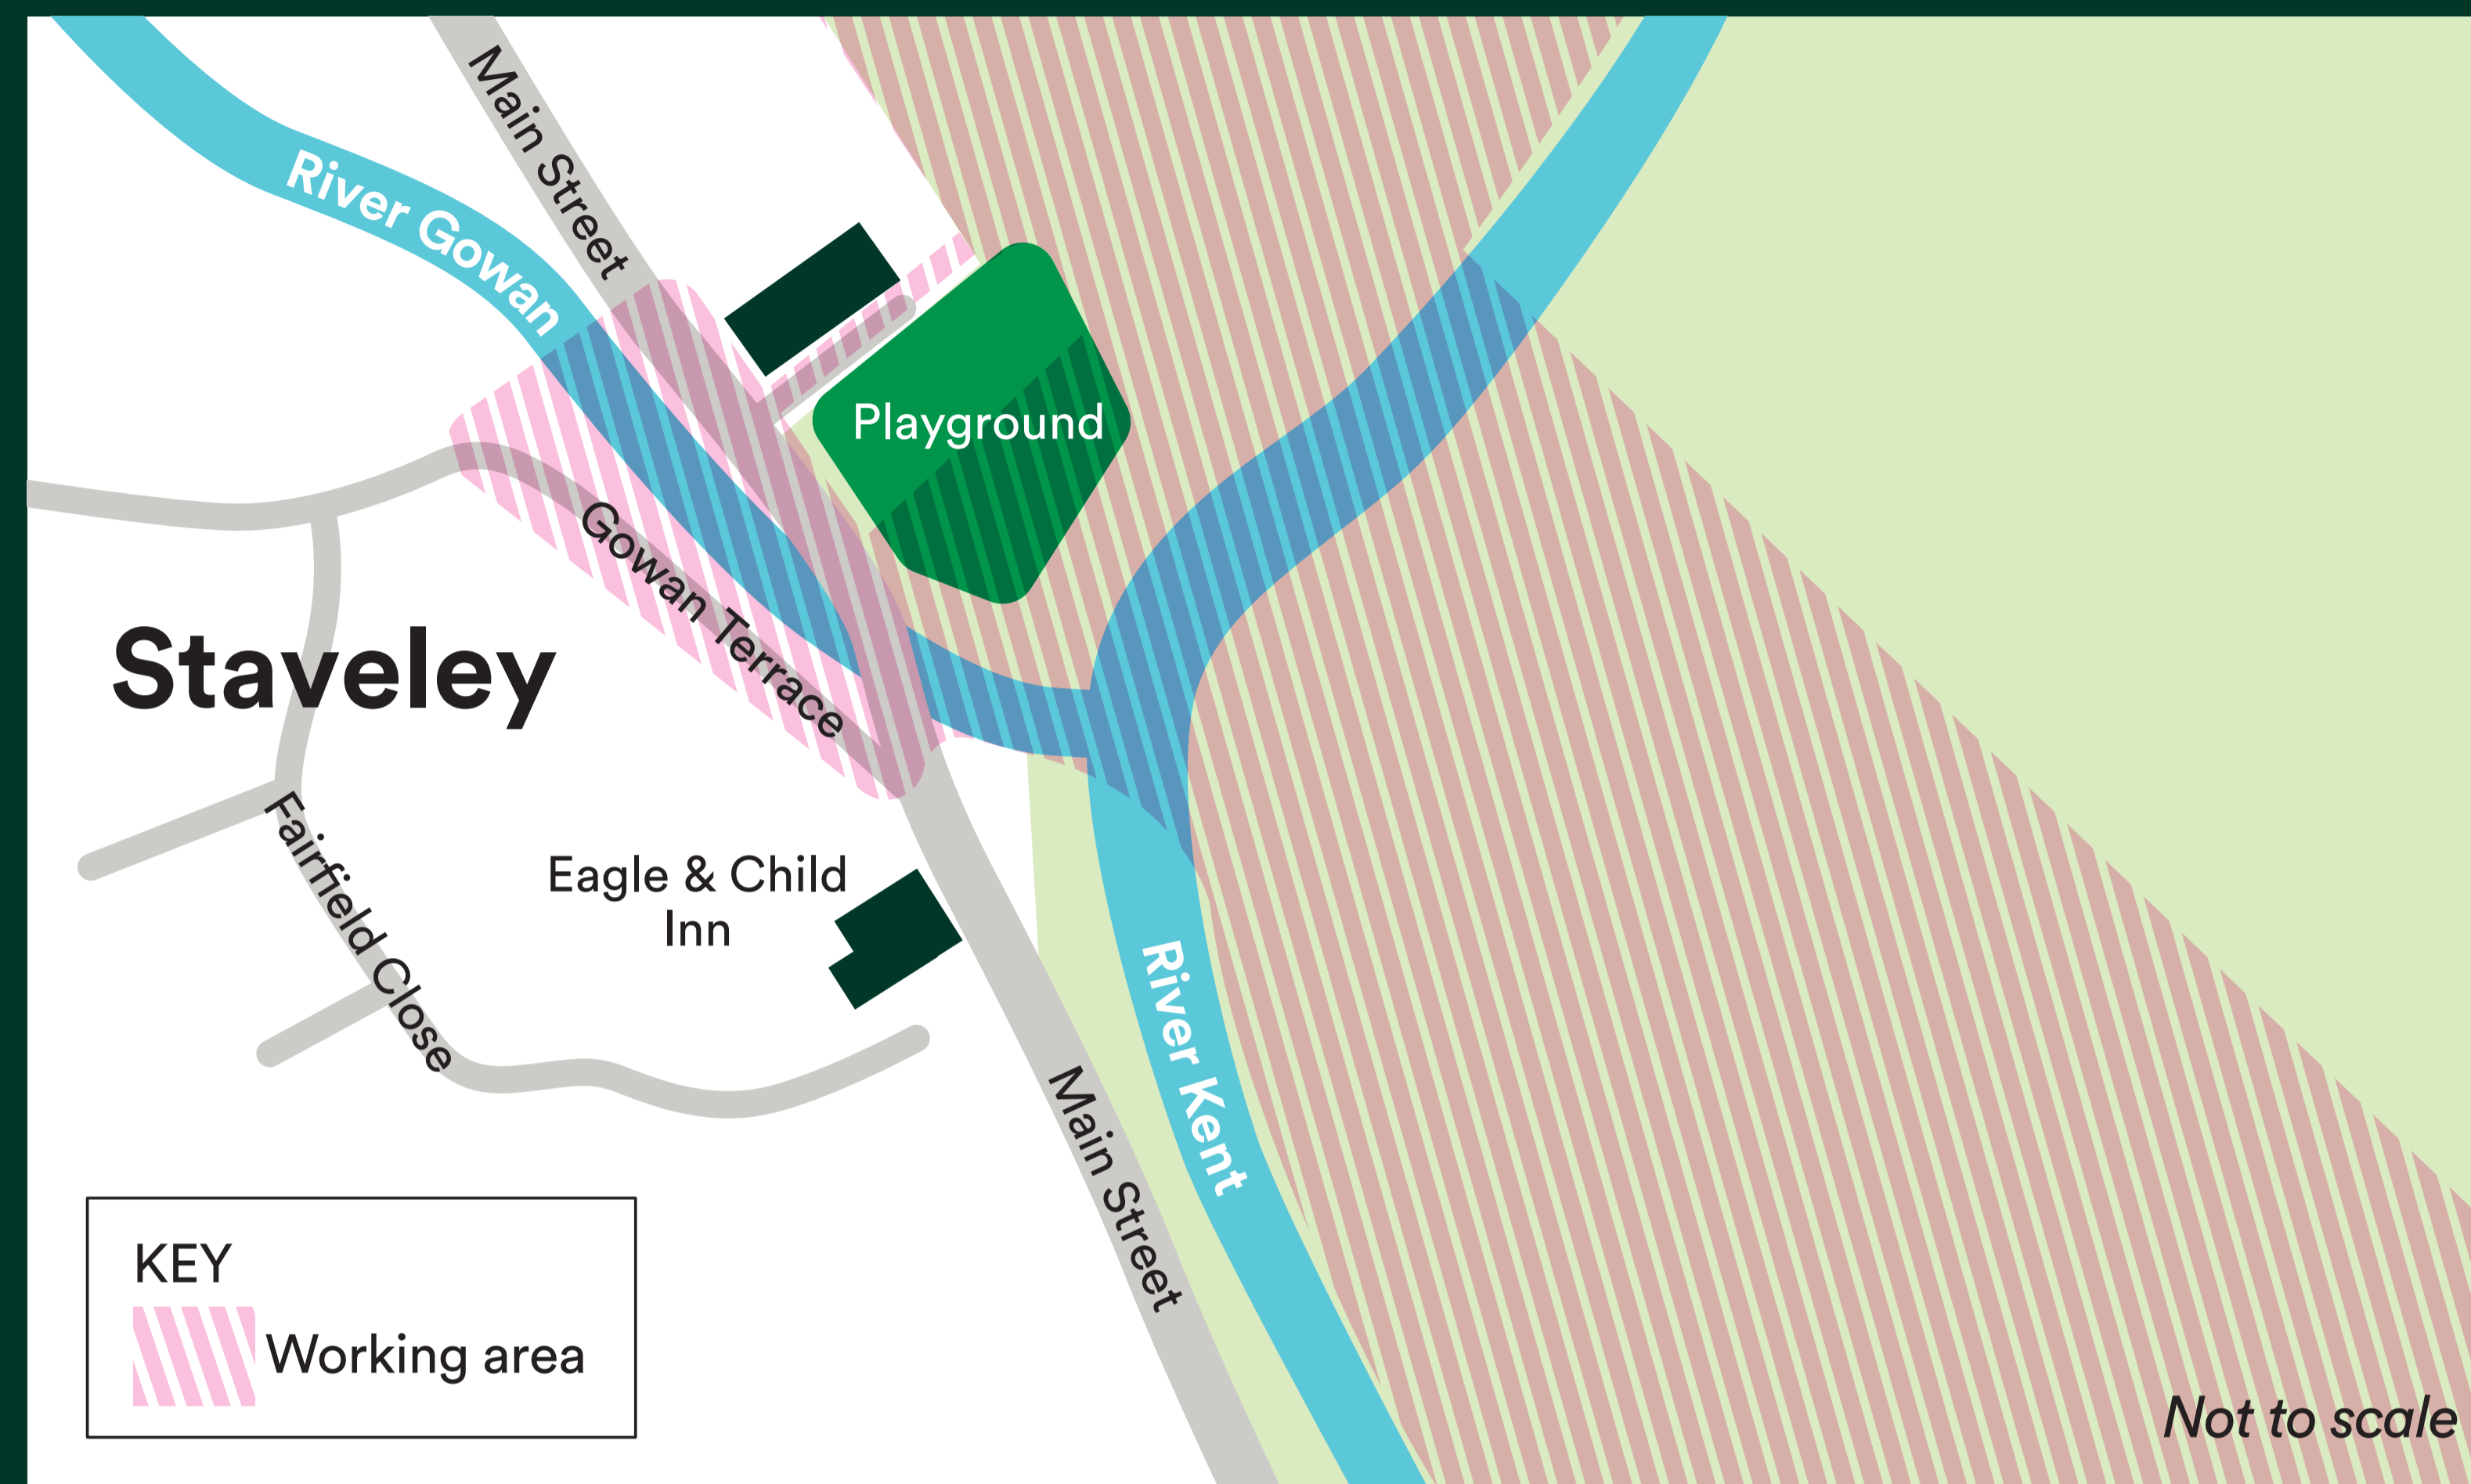 Main Street
River Gowan
Playground
Gowan Terrace
Staveley
Fairfield Close
Eagle & Child
Inn
River Kent
Main Street
KEY
Working area
Not to scale